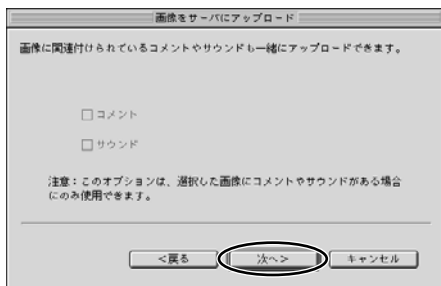 画像をサーバにアップロード
画像に関連付けられているコメントやサウンドも一緒にアップロードできます。
コメント
サウンド
注意：このオプションは、選択した画像にコメントやサウンドがある場合
にのみ使用できます。
<戻る 次へ> キャンセル